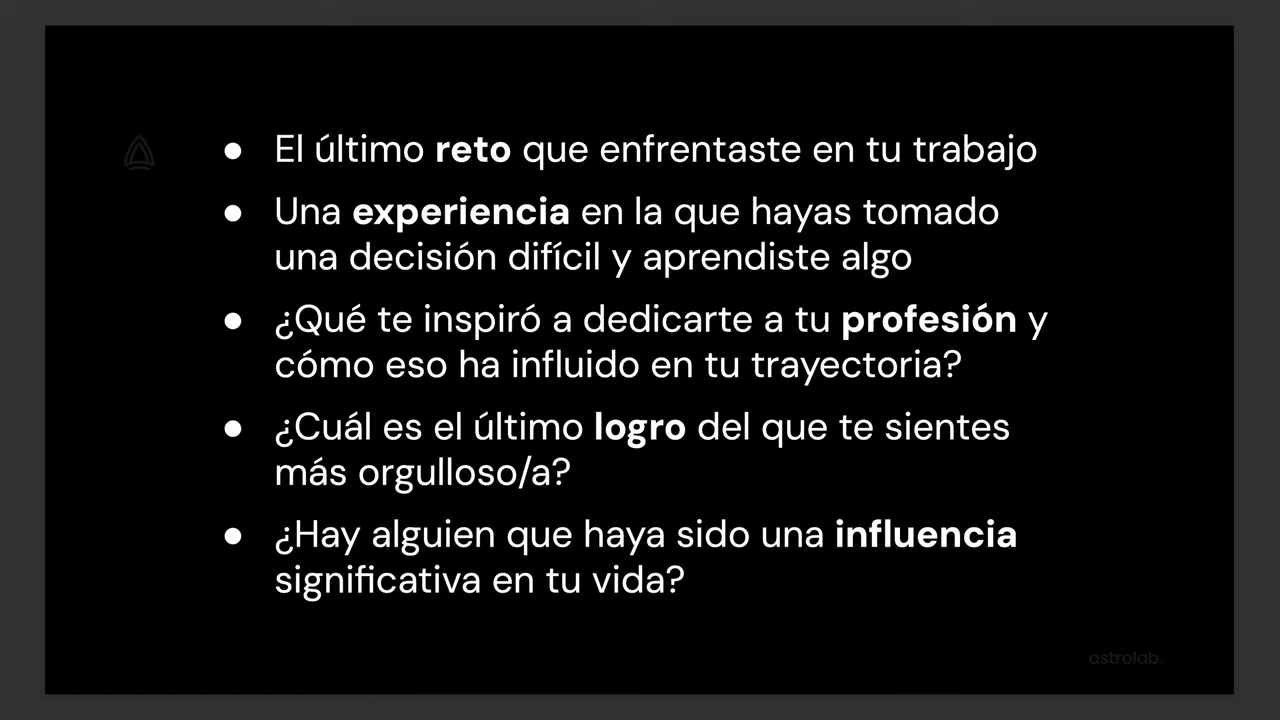 ● El último reto que enfrentaste en tu trabajo
● Una experiencia en la que hayas tomado
una decisión difícil y aprendiste algo
● ¿Qué te inspiró a dedicarte a tu profesión y
cómo eso ha influido en tu trayectoria?
● ¿Cuál es el último logro del que te sientes
más orgulloso/a?
● ¿Hay alguien que haya sido una influencia
significativa en tu vida?
astrolab.